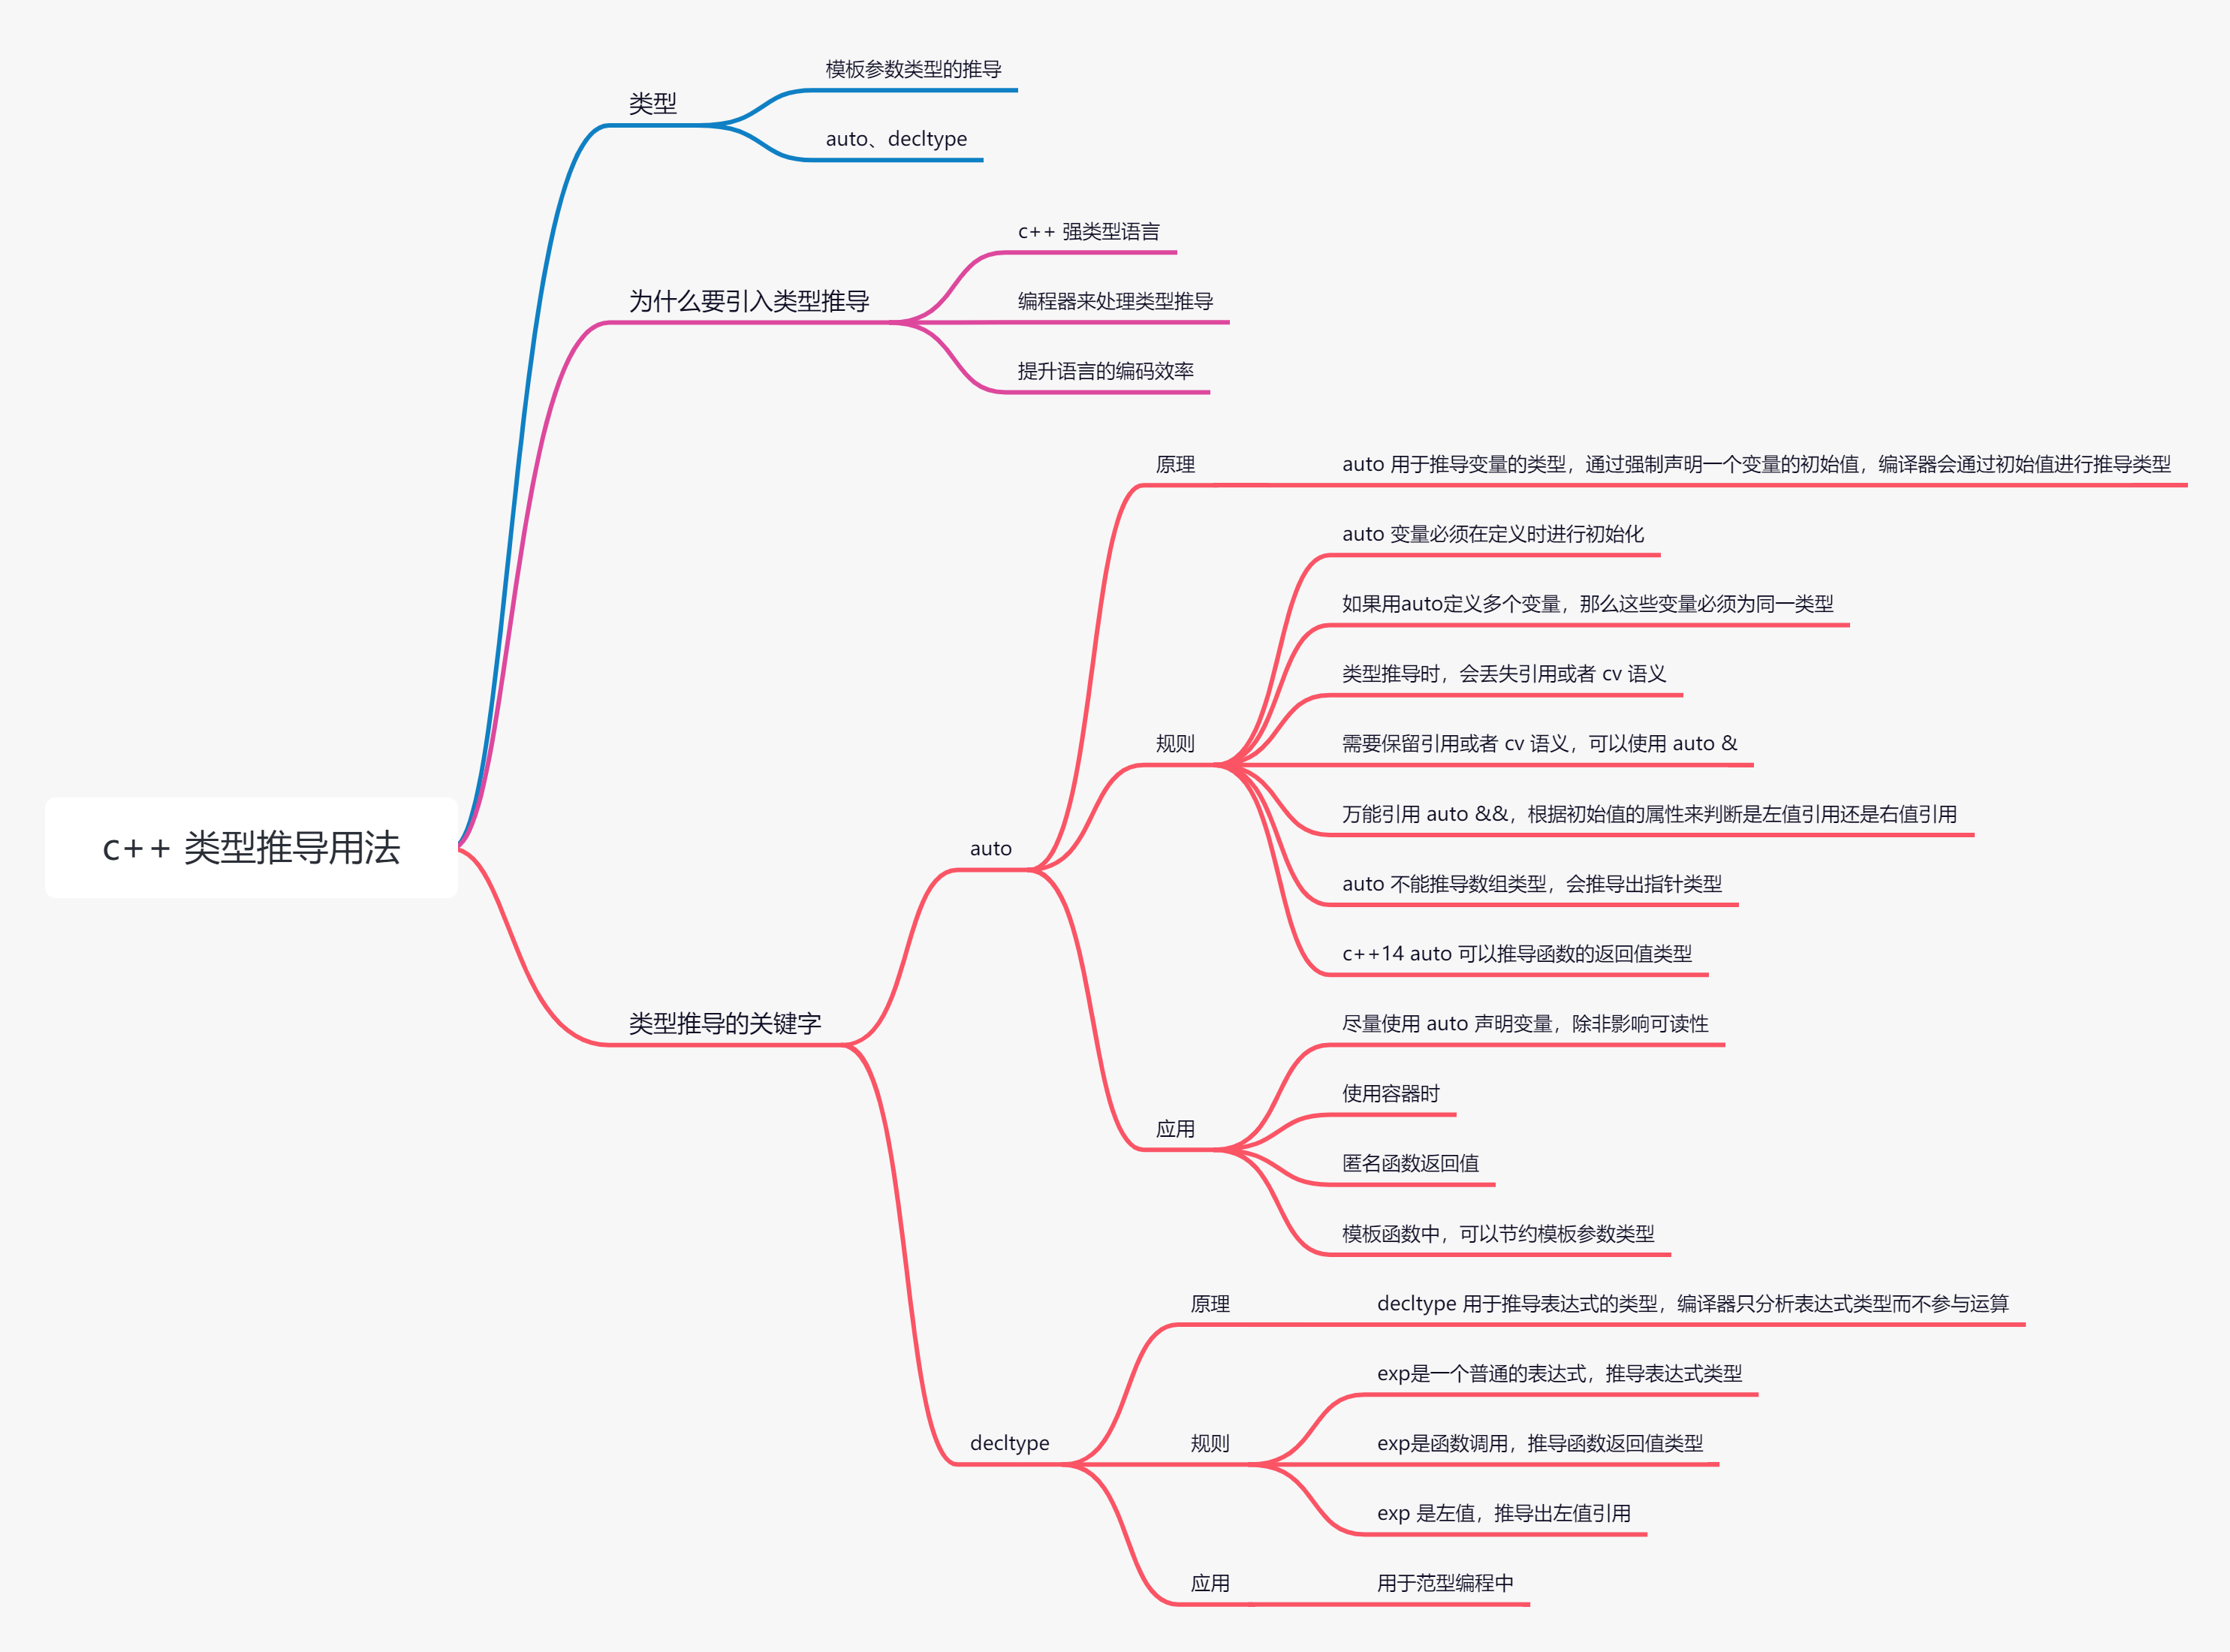 c++ 类型推导用法
类型
模板参数类型的推导
auto、decltype
为什么要引入类型推导
c++ 强类型语言
编程器来处理类型推导
提升语言的编码效率
类型推导的关键字
auto
原理
auto 用于推导变量的类型，通过强制声明一个变量的初始值，编译器会通过初始值进行推导类型
规则
auto 变量必须在定义时进行初始化
如果用auto定义多个变量，那么这些变量必须为同一类型
类型推导时，会丢失引用或者 cv 语义
需要保留引用或者 cv 语义，可以使用 auto &
万能引用 auto &&，根据初始值的属性来判断是左值引用还是右值引用
auto 不能推导数组类型，会推导出指针类型
c++14 auto 可以推导函数的返回值类型
应用
尽量使用 auto 声明变量，除非影响可读性
使用容器时
匿名函数返回值
模板函数中，可以节约模板参数类型
decltype
原理
decltype 用于推导表达式的类型，编译器只分析表达式类型而不参与运算
规则
exp是一个普通的表达式，推导表达式类型
exp是函数调用，推导函数返回值类型
exp 是左值，推导出左值引用
应用
用于范型编程中